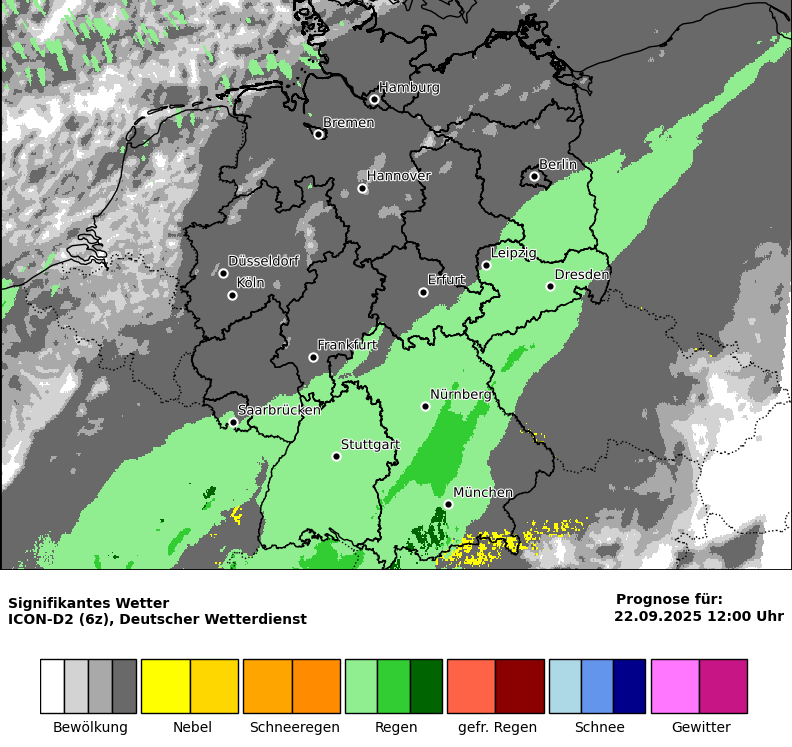 Hamburg
Bremen
Berlin
Hannover
Leipzig
Düsseldorf
Dresden
Köln
Erfurt
Frankfurt
Nürnberg
Saarbrücken
Stuttgart
München
Signifikantes Wetter
ICON-D2 (6z), Deutscher Wetterdienst
Prognose für:
22.09.2025 12:00 Uhr
Bewölkung Nebel Schneeregen Regen gefr. Regen Schnee Gewitter